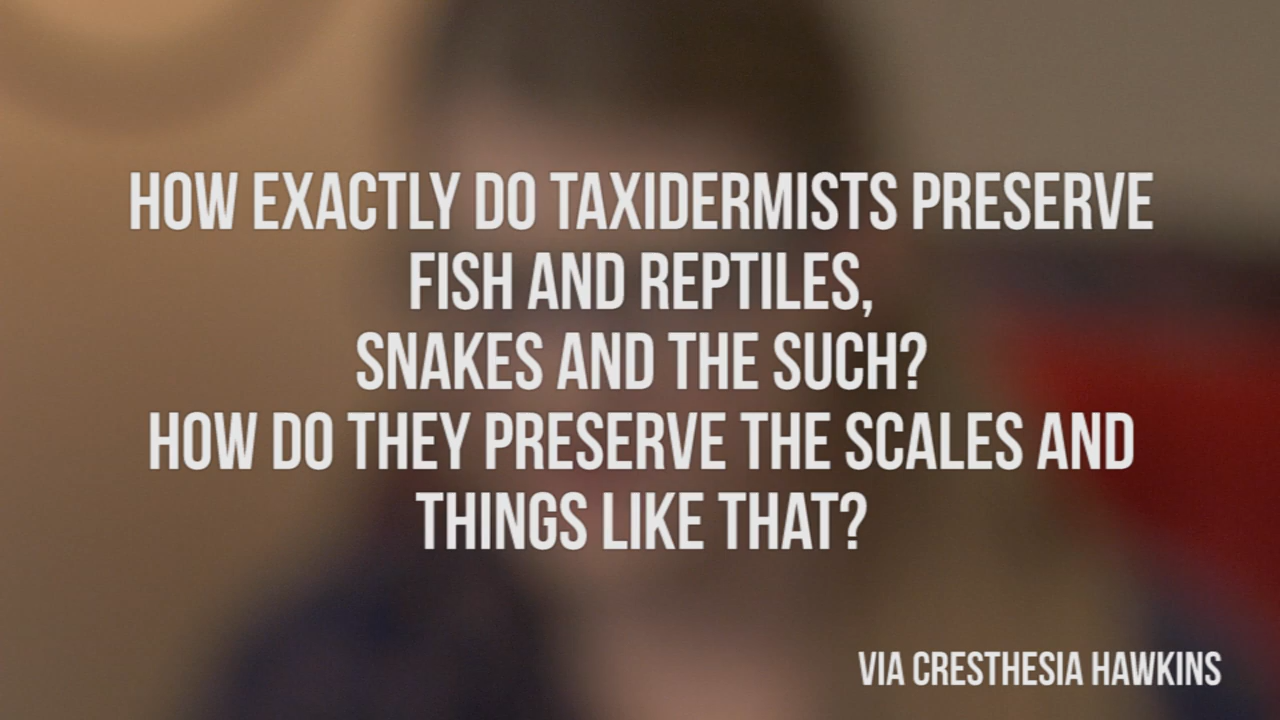 HOW EXACTLY DO TAXIDERMISTS PRESERVE
FISH AND REPTILES,
SNAKES AND THE SUCH?
HOW DO THEY PRESERVE THE SCALES AND
THINGS LIKE THAT?
VIA CRESTHESIA HAWKINS